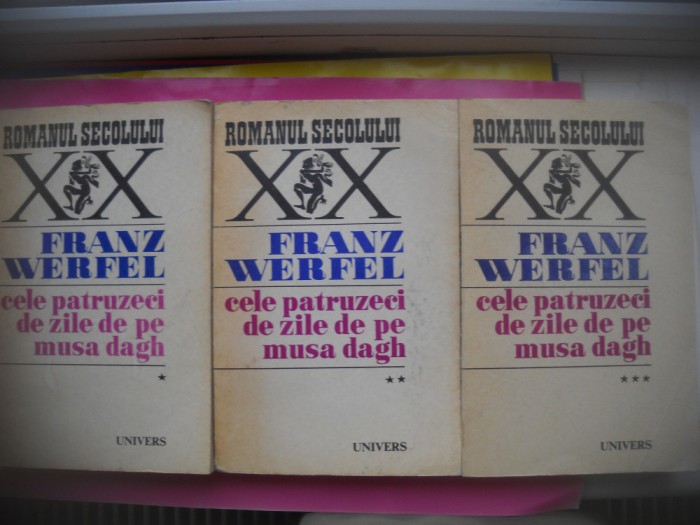 ROMANUL SECOLULUI
XX
FRANZ
WERFEL
cele patruzeci
de zile de pe
musa dagh
*
UNIVERS
ROMANUL SECOLULUI
XX
FRANZ
WERFEL
cele patruzeci
de zile de pe
musa dagh
**
UNIVERS
ROMANUL SECOLULUI
XX
FRANZ
WERFEL
cele patruzeci
de zile de pe
musa dagh
***
UNIVERS